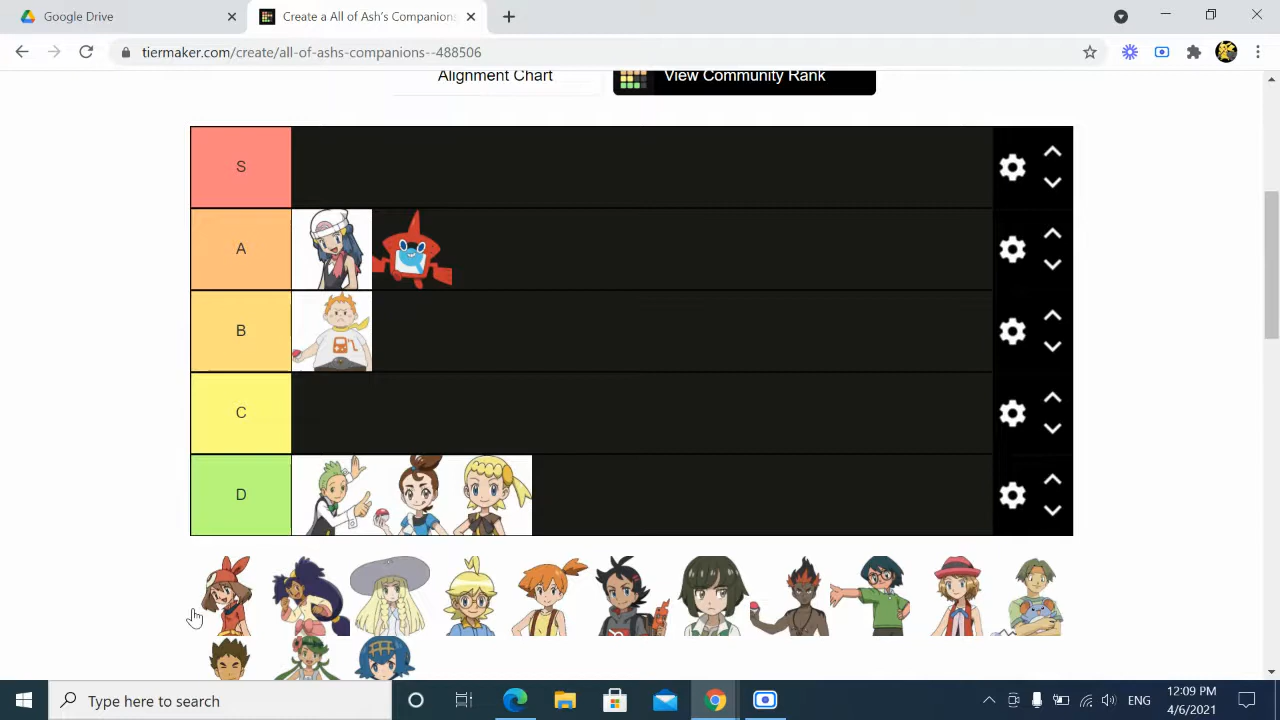 Google Drive
Create a All of Ash's Companions
tiermaker.com/create/all-of-ashs-companions--488506
Alignment Chart
View Community Rank
S
A
B
C
D
Type here to search
ENG
12:09 PM
4/6/2021